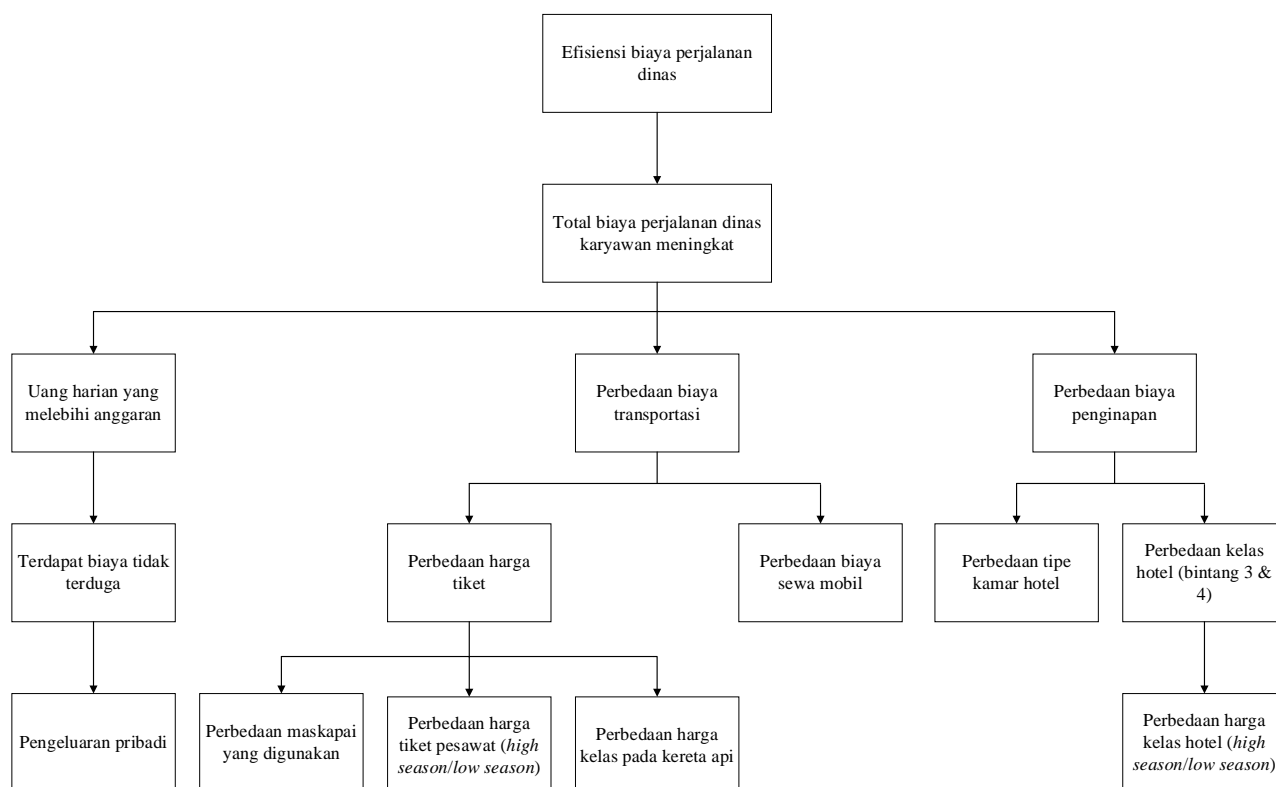 Efisiensi biaya perjalanan
dinas
Total biaya perjalanan dinas
karyawan meningkat
Uang harian yang
melebihi anggaran
Perbedaan biaya
transportasi
Perbedaan biaya
penginapan
Terdapat biaya tidak
terduga
Perbedaan harga
tiket
Perbedaan biaya
sewa mobil
Perbedaan tipe
kamar hotel
Perbedaan kelas
hotel (bintang 3 &
4)
Pengeluaran pribadi
Perbedaan maskapai
yang digunakan
Perbedaan harga
tiket pesawat (high
season/low season)
Perbedaan harga
kelas pada kereta api
Perbedaan harga
kelas hotel (high
season/low season)